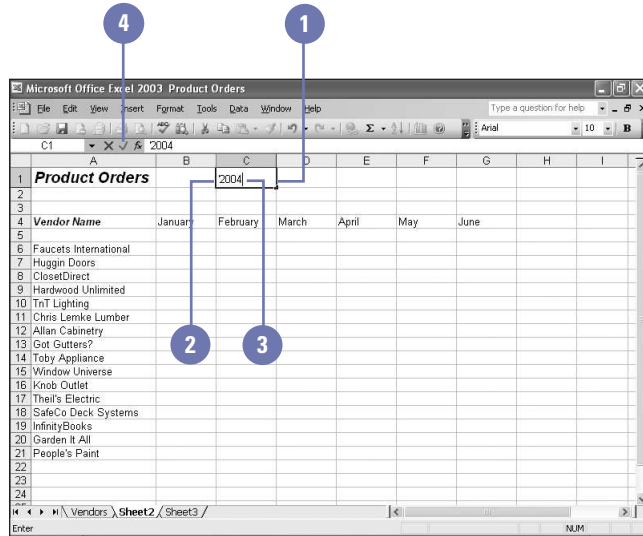 4 1
Microsoft Office Excel 2003 Product Orders
File Edit View Insert Format Tools Data Window Help Type a question for help
Arial 10 B
C1 fx '2004
A B C D E F G H I
1 Product Orders '2004
2
3
4 Vendor Name January February March April May June
5
6 Faucets International
7 Huggin Doors
8 ClosetDirect
9 Hardwood Unlimited
10 TnT Lighting
11 Chris Lemke Lumber
12 Allan Cabinetry
13 Got Gutters? 2 3
14 Toby Appliance
15 Window Universe
16 Knob Outlet
17 Theil's Electric
18 SafeCo Deck Systems
19 InfinityBooks
20 Garden It All
21 People's Paint
22
23
24
Vendors Sheet2 Sheet3
Enter NUM